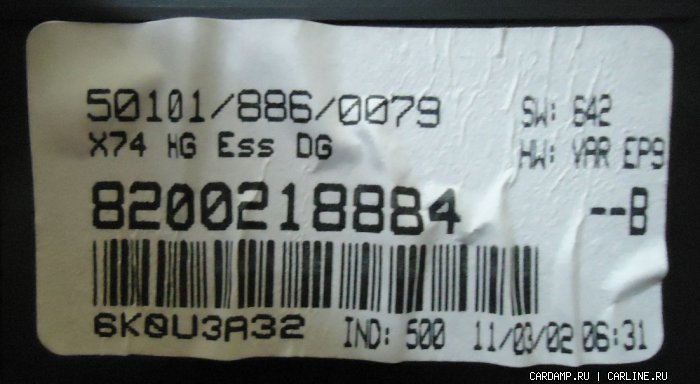 50101/886/0079 SW: 642
X74 HG Ess DG HW: VAR EP9
8200218884 --B
6K0U3A32 IND: 500 11/03/02 06:31
CARDAMP.RU | CARLINE.RU